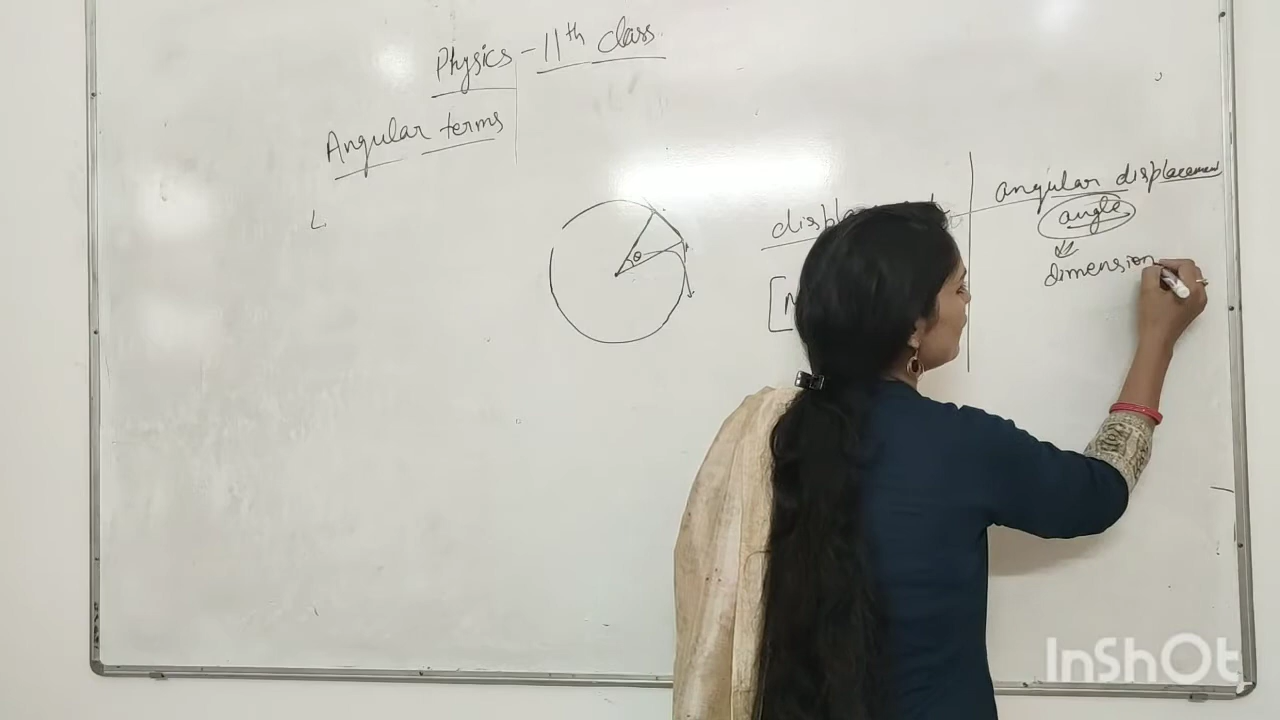 Physics - 11th class
Angular terms
L
θ
angular displacement
angle
dimension
InShOt